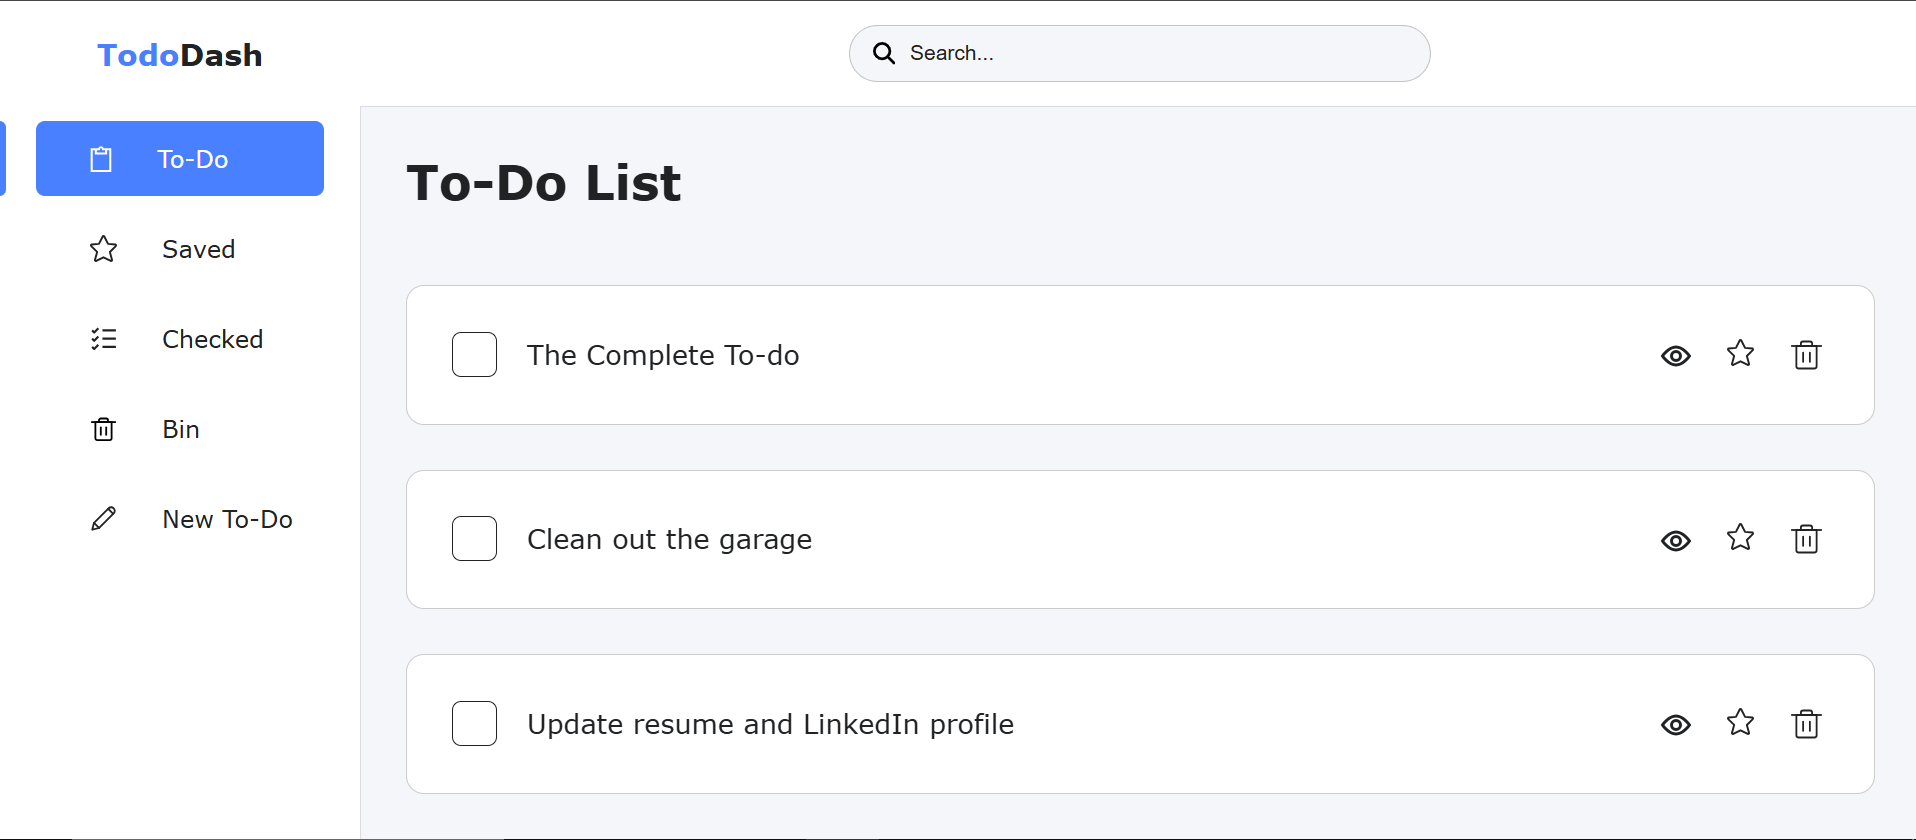 TodoDash
Search...
To-Do
Saved
Checked
Bin
New To-Do
To-Do List
The Complete To-do
Clean out the garage
Update resume and LinkedIn profile